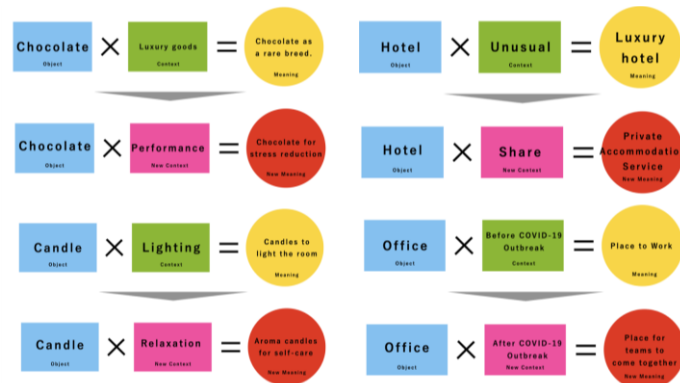 Chocolate
Object
×
Luxury goods
Context
=
Chocolate as
a rare breed.
Meaning
Chocolate
Object
×
Performance
New Context
=
Chocolate for
stress reduction
New Meaning
Candle
Object
×
Lighting
Context
=
Candles to
light the room
Meaning
Candle
Object
×
Relaxation
New Context
=
Aroma candles
for self-care
New Meaning
Hotel
Object
×
Unusual
Context
=
Luxury
hotel
Meaning
Hotel
Object
×
Share
New Context
=
Private
Accommodation
Service
New Meaning
Office
Object
×
Before COVID-19
Outbreak
Context
=
Place to Work
Meaning
Office
Object
×
After COVID-19
Outbreak
New Context
=
Place for
teams to
come together
New Meaning